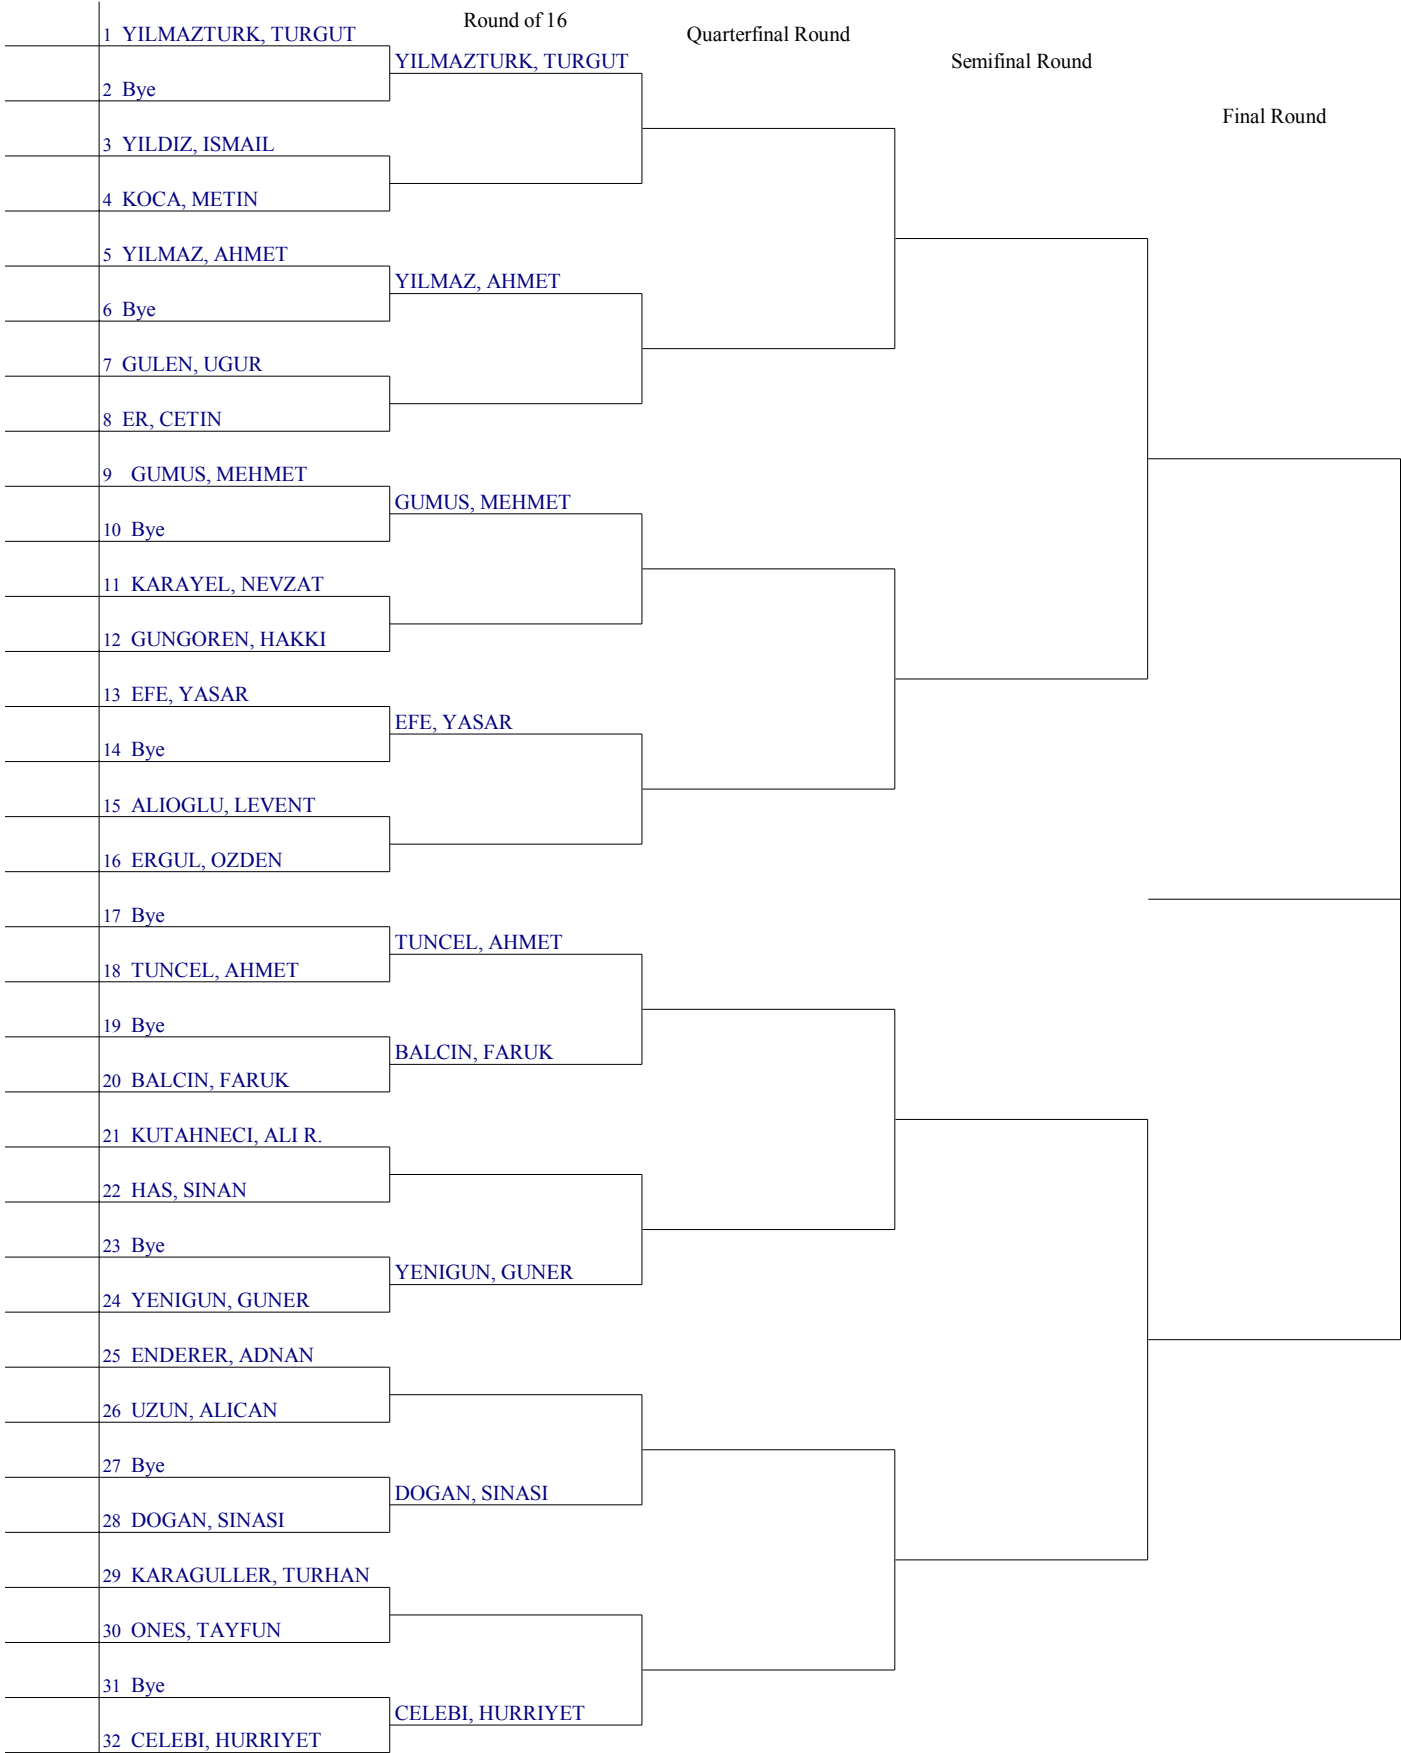 Round of 16
Quarterfinal Round
Semifinal Round
Final Round
1 YILMAZTURK, TURGUT
YILMAZTURK, TURGUT
2 Bye
3 YILDIZ, ISMAIL
4 KOCA, METIN
5 YILMAZ, AHMET
YILMAZ, AHMET
6 Bye
7 GULEN, UGUR
8 ER, CETIN
9 GUMUS, MEHMET
GUMUS, MEHMET
10 Bye
11 KARAYEL, NEVZAT
12 GUNGOREN, HAKKI
13 EFE, YASAR
EFE, YASAR
14 Bye
15 ALIOGLU, LEVENT
16 ERGUL, OZDEN
17 Bye
TUNCEL, AHMET
18 TUNCEL, AHMET
19 Bye
BALCIN, FARUK
20 BALCIN, FARUK
21 KUTAHNECI, ALI R.
22 HAS, SINAN
23 Bye
YENIGUN, GUNER
24 YENIGUN, GUNER
25 ENDERER, ADNAN
26 UZUN, ALICAN
27 Bye
DOGAN, SINASI
28 DOGAN, SINASI
29 KARAGULLER, TURHAN
30 ONES, TAYFUN
31 Bye
CELEBI, HURRIYET
32 CELEBI, HURRIYET